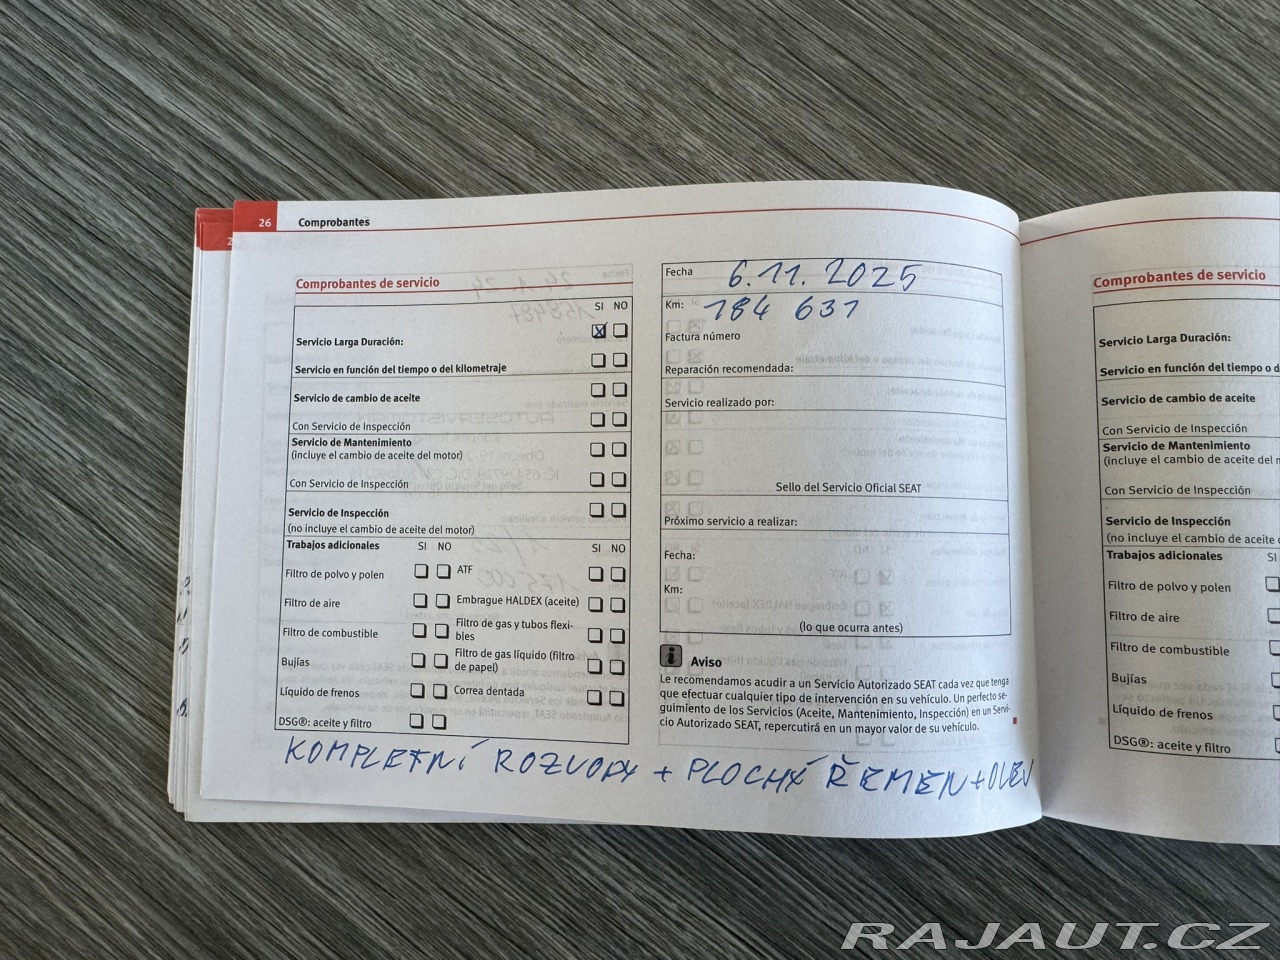 26 Comprobantes
Comprobantes de servicio
SI NO
Servicio Larga Duración:
Servicio en función del tiempo o del kilometraje
Servicio de cambio de aceite
Con Servicio de Inspección
Servicio de Mantenimiento
(incluye el cambio de aceite del motor)
Con Servicio de Inspección
Servicio de Inspección
(no incluye el cambio de aceite del motor)
Trabajos adicionales SI NO SI NO
Filtro de polvo y polen ATF
Filtro de aire Embrague HALDEX (aceite)
Filtro de combustible Filtro de gas y tubos flexi-
bles
Bujías Filtro de gas líquido (filtro
de papel)
Líquido de frenos Correa dentada
DSG®: aceite y filtro
Fecha 6.11.2025
Km: 184 631
Factura número
Reparación recomendada:
Servicio realizado por:
Sello del Servicio Oficial SEAT
Próximo servicio a realizar:
Fecha:
Km:
(lo que ocurra antes)
Aviso
Le recomendamos acudir a un Servicio Autorizado SEAT cada vez que tenga
que efectuar cualquier tipo de intervención en su vehículo. Un perfecto se-
guimiento de los Servicios (Aceite, Mantenimiento, Inspección) en un Servi-
cio Autorizado SEAT, repercutirá en un mayor valor de su vehículo.
KOMPLETNÍ ROZVODY + PLOCHÝ ŘEMEN + OLEJ
Comprobantes de servicio
Servicio Larga Duración:
Servicio en función del tiempo o d
Servicio de cambio de aceite
Con Servicio de Inspección
Servicio de Mantenimiento
(incluye el cambio de aceite del
Con Servicio de Inspección
Servicio de Inspección
(no incluye el cambio de aceite
Trabajos adicionales SI
Filtro de polvo y polen
Filtro de aire
Filtro de combustible
Bujías
Líquido de frenos
DSG®: aceite y filtro
RAJAUT.CZ